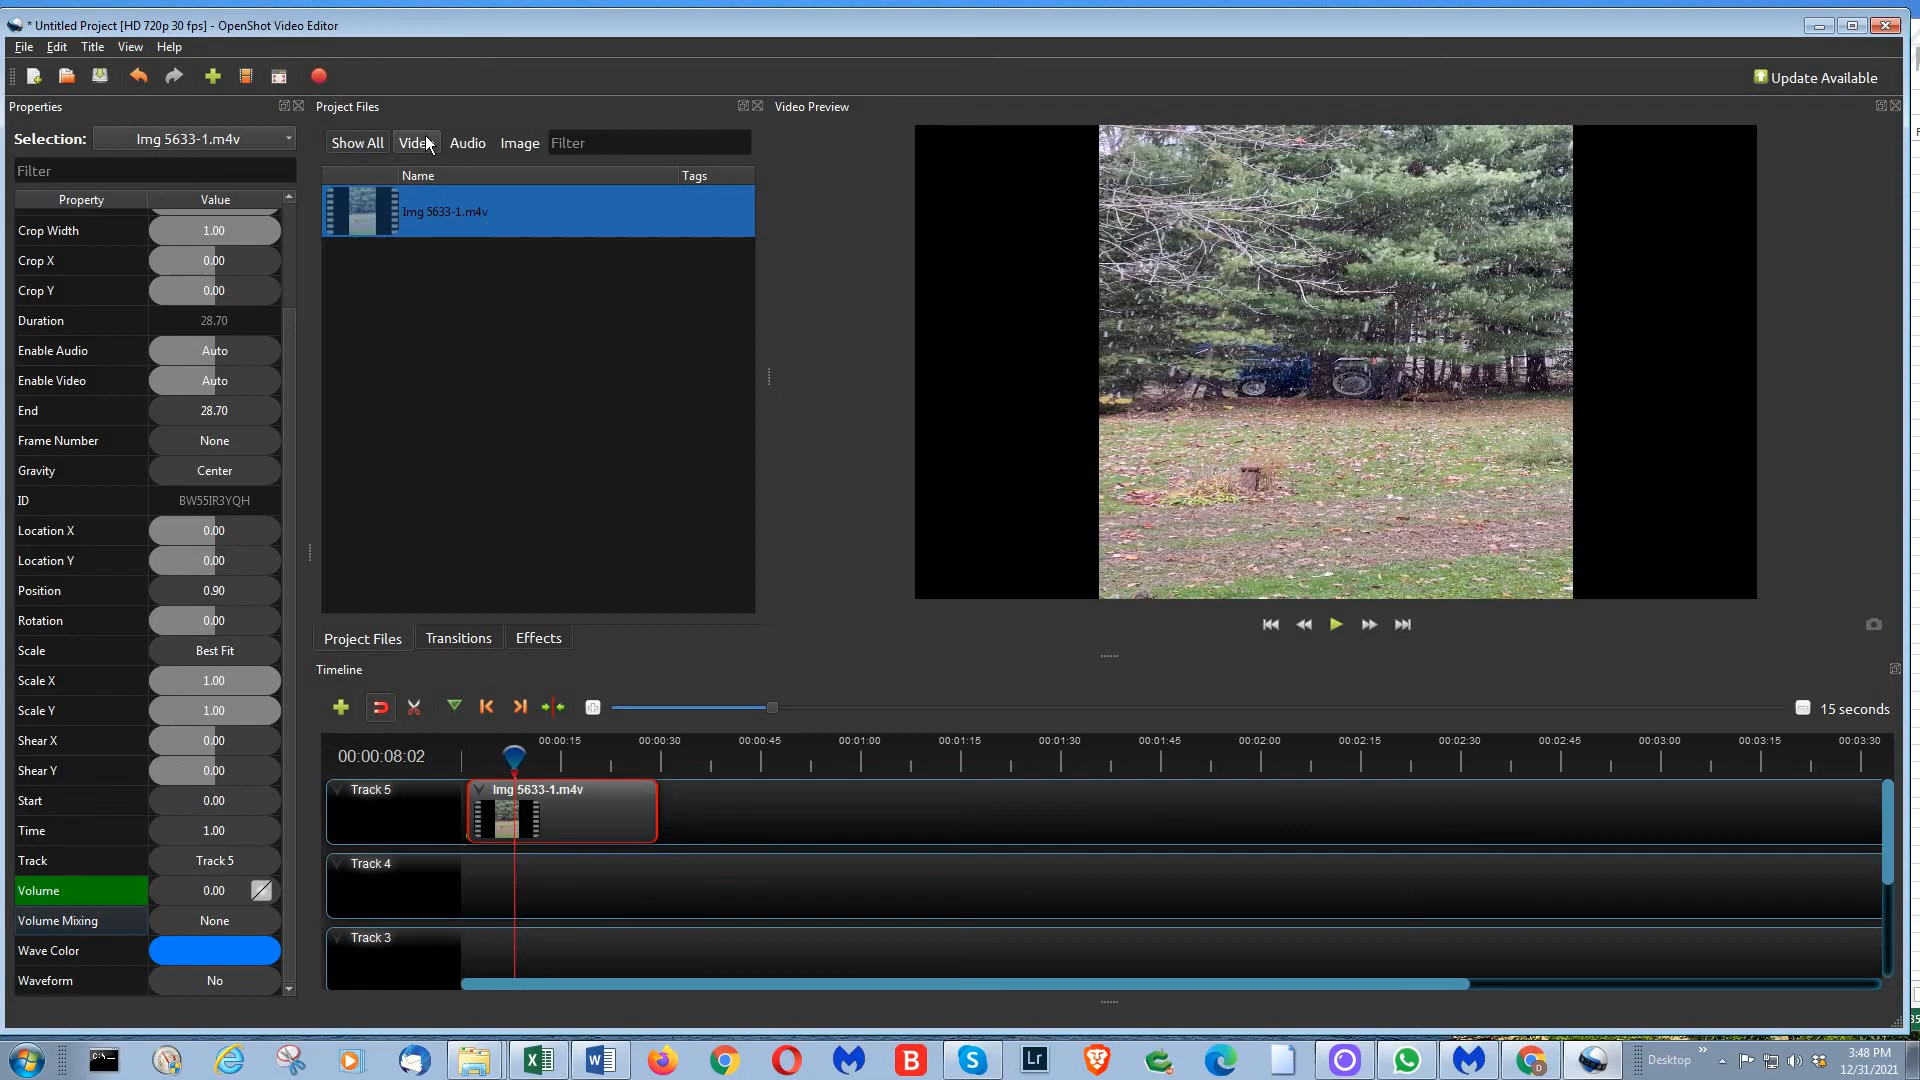 * Untitled Project [HD 720p 30 fps] - OpenShot Video Editor
File Edit Title View Help
Update Available
Properties
Project Files
Video Preview
Selection: Img 5633-1.m4v
Show All Video Audio Image Filter
Filter
Name Tags
Property Value
Img 5633-1.m4v
Crop Width 1.00
Crop X 0.00
Crop Y 0.00
Duration 28.70
Enable Audio Auto
Enable Video Auto
End 28.70
Frame Number None
Gravity Center
ID BW55IR3YQH
Location X 0.00
Location Y 0.00
Position 0.90
Rotation 0.00
Scale Best Fit
Scale X 1.00
Scale Y 1.00
Shear X 0.00
Shear Y 0.00
Start 0.00
Time 1.00
Track Track 5
Volume 0.00
Volume Mixing None
Wave Color
Waveform No
Project Files Transitions Effects
Timeline
15 seconds
00:00:08:02
00:00:15 00:00:30 00:00:45 00:01:00 00:01:15 00:01:30 00:01:45 00:02:00 00:02:15 00:02:30 00:02:45 00:03:00 00:03:15 00:03:30
Track 5
Img 5633-1.m4v
Track 4
Track 3
C:\_
X
W
B
Lr
D
Desktop »
3:48 PM
12/31/2021